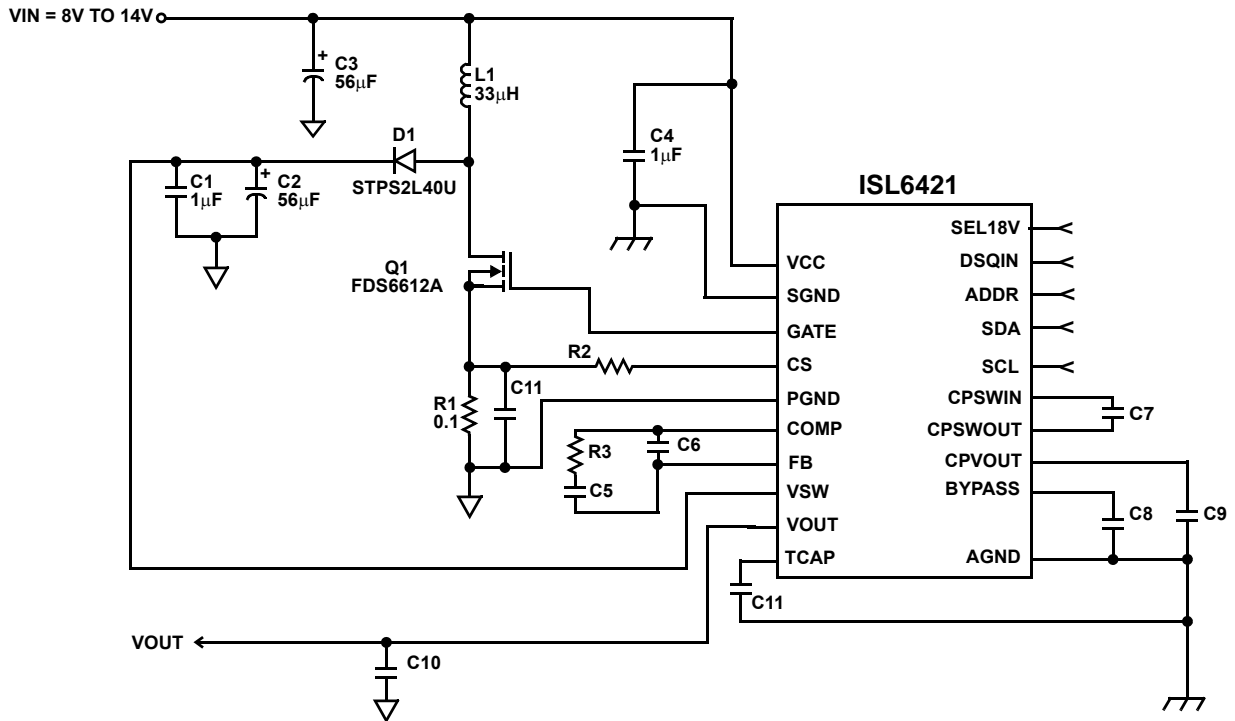 VIN = 8V TO 14V
C3
56μF
L1
33μH
D1
STPS2L40U
C1
1μF
C2
56μF
C4
1μF
Q1
FDS6612A
R2
C11
R1
0.1
R3
C6
C5
ISL6421
VCC
SGND
GATE
CS
PGND
COMP
FB
VSW
VOUT
TCAP
SEL18V
DSQIN
ADDR
SDA
SCL
CPSWIN
CPSWOUT
CPVOUT
BYPASS
AGND
C7
C8
C9
C11
VOUT
C10
+
+